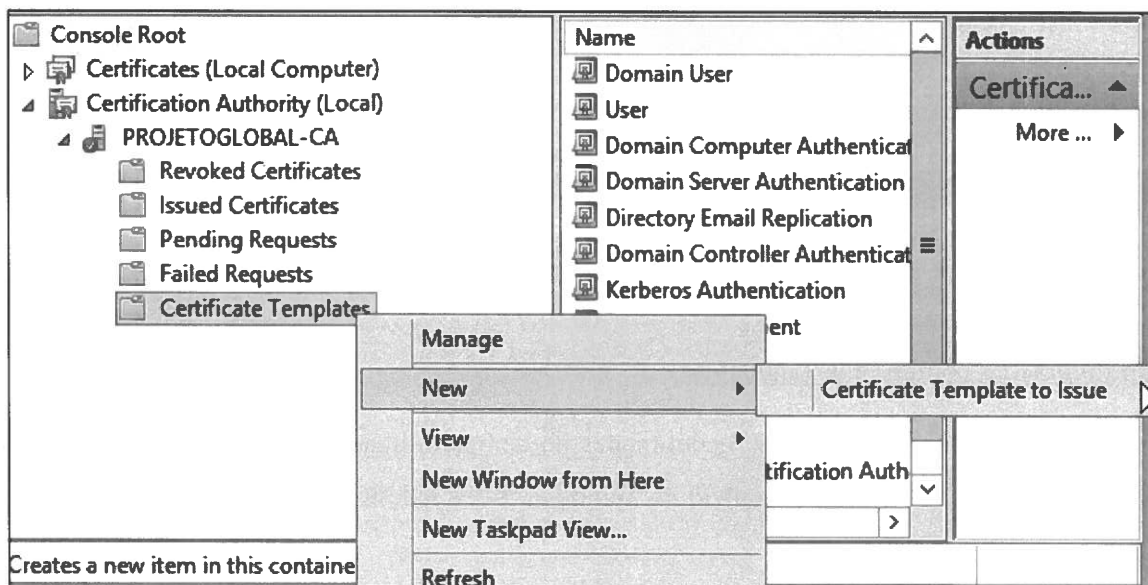 Console Root
Certificates (Local Computer)
Certification Authority (Local)
PROJETOGLOBAL-CA
Revoked Certificates
Issued Certificates
Pending Requests
Failed Requests
Certificate Templates
Name
Domain User
User
Domain Computer Authenticat
Domain Server Authentication
Directory Email Replication
Domain Controller Authenticat
Kerberos Authentication
ent
tification Auth
Actions
Certifica...
More ...
Manage
New
Certificate Template to Issue
View
New Window from Here
New Taskpad View...
Refresh
Creates a new item in this containe